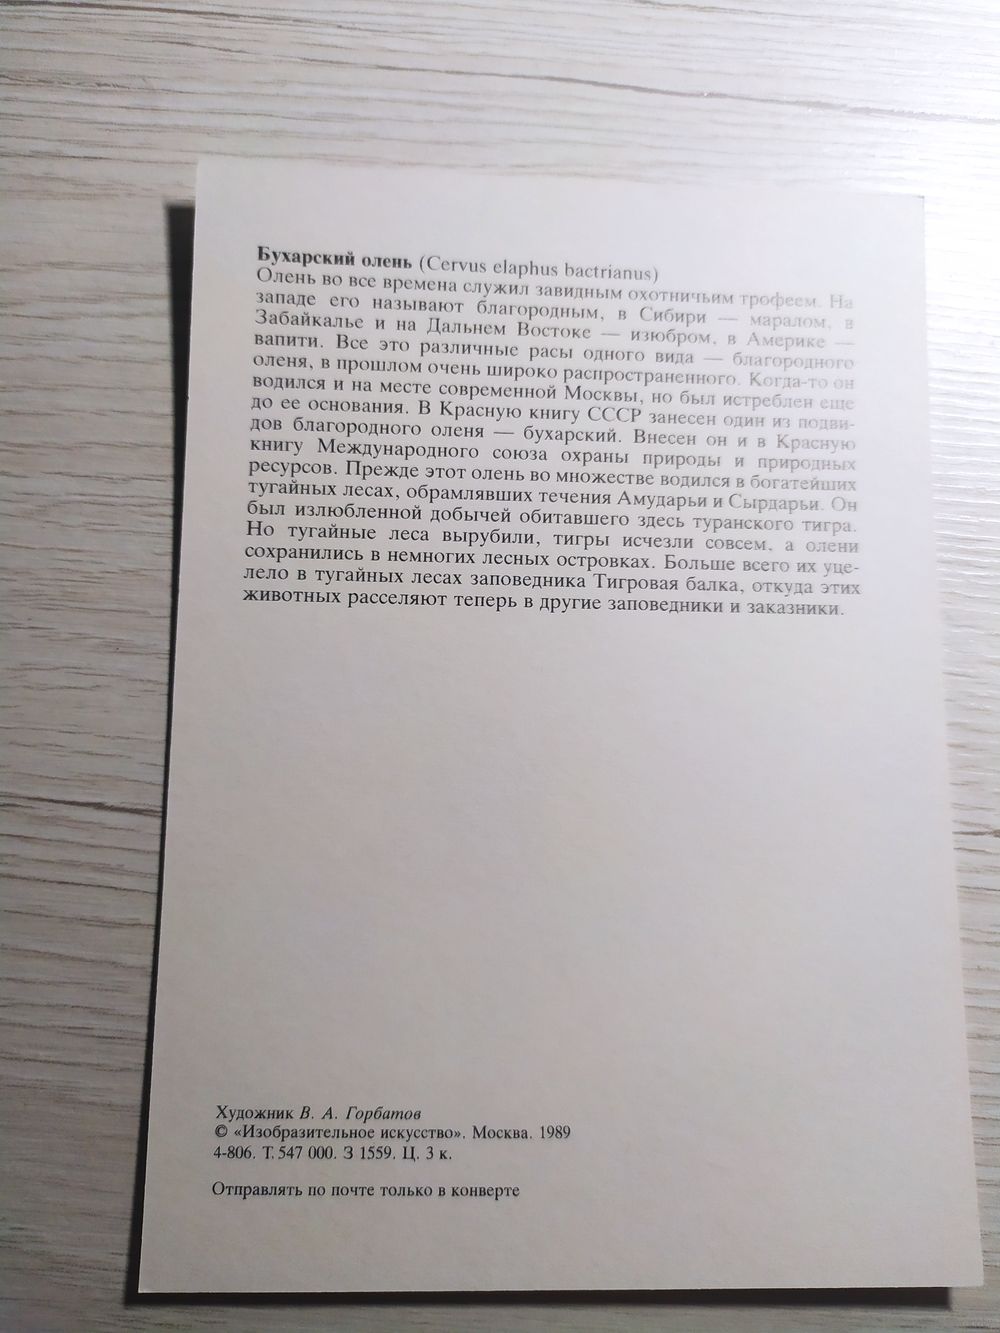 Бухарский олень (Cervus elaphus bactrianus)
Олень во все времена служил завидным охотничьим трофеем. На
западе его называют благородным, в Сибири — маралом, в
Забайкалье и на Дальнем Востоке — изюбром, в Америке —
вапити. Все это различные расы одного вида — благородного
оленя, в прошлом очень широко распространенного. Когда-то он
водился и на месте современной Москвы, но был истреблен еще
до ее основания. В Красную книгу СССР занесен один из подви-
дов благородного оленя — бухарский. Внесен он и в Красную
книгу Международного союза охраны природы и природных
ресурсов. Прежде этот олень во множестве водился в богатейших
тугайных лесах, обрамлявших течения Амударьи и Сырдарьи. Он
был излюбленной добычей обитавшего здесь туранского тигра.
Но тугайные леса вырубили, тигры исчезли совсем, а олени
сохранились в немногих лесных островках. Больше всего их уце-
лело в тугайных лесах заповедника Тигровая балка, откуда этих
животных расселяют теперь в другие заповедники и заказники.
Художник В. А. Горбатов
© «Изобразительное искусство». Москва. 1989
4-806. Т. 547 000. З 1559. Ц. 3 к.
Отправлять по почте только в конверте